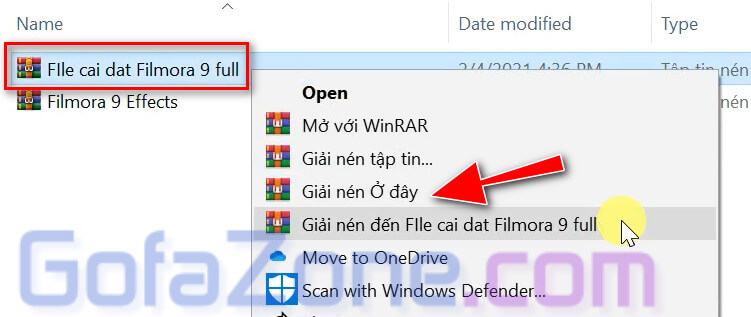 Name Date modified Type
FIle cai dat Filmora 9 full 2/4/2021 4:36 PM Tập tin nén
Filmora 9 Effects
Open
Mở với WinRAR
Giải nén tập tin...
Giải nén Ở đây
Giải nén đến FIle cai dat Filmora 9 full
Move to OneDrive
Scan with Windows Defender...
GofaZone.com